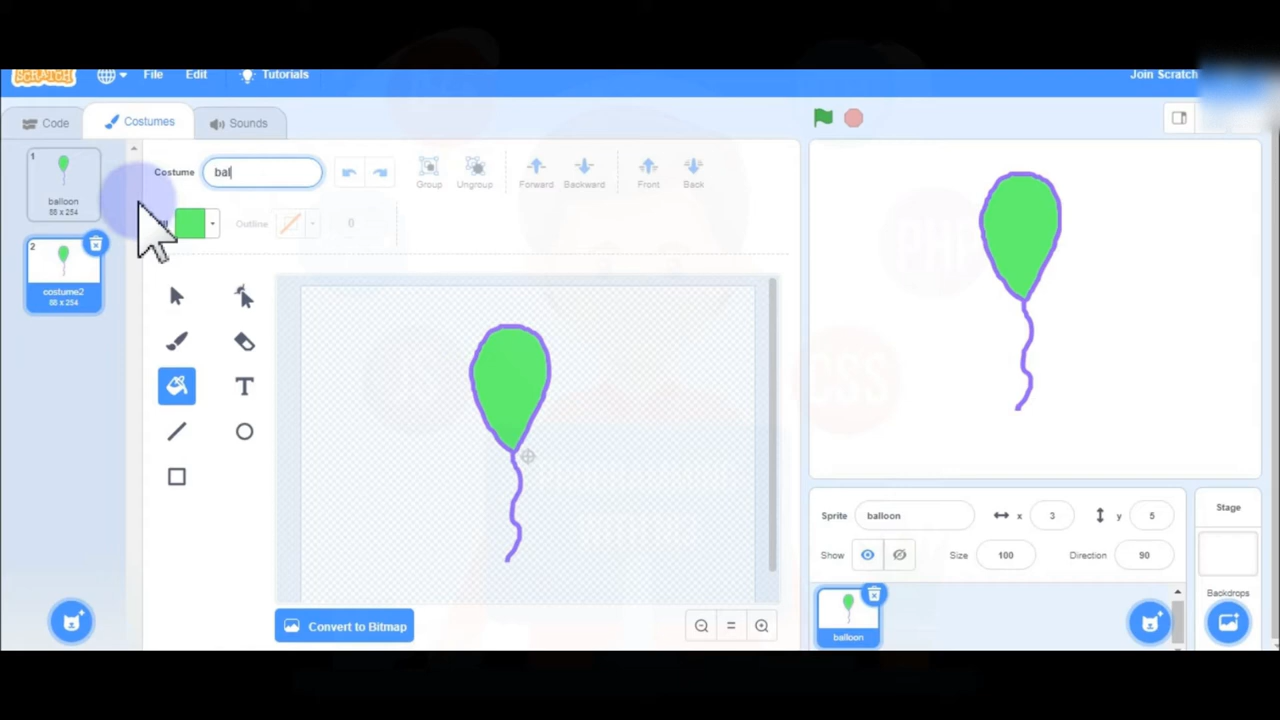 SCRATCH File Edit Tutorials Join Scratch
Code Costumes Sounds
1
balloon
88 x 254
2
costume2
88 x 254
Costume bal
Group Ungroup Forward Backward Front Back
Outline 0
PHP
CSS
T
Convert to Bitmap
Sprite balloon x 3 y 5
Show Size 100 Direction 90
balloon
Stage
Backdrops